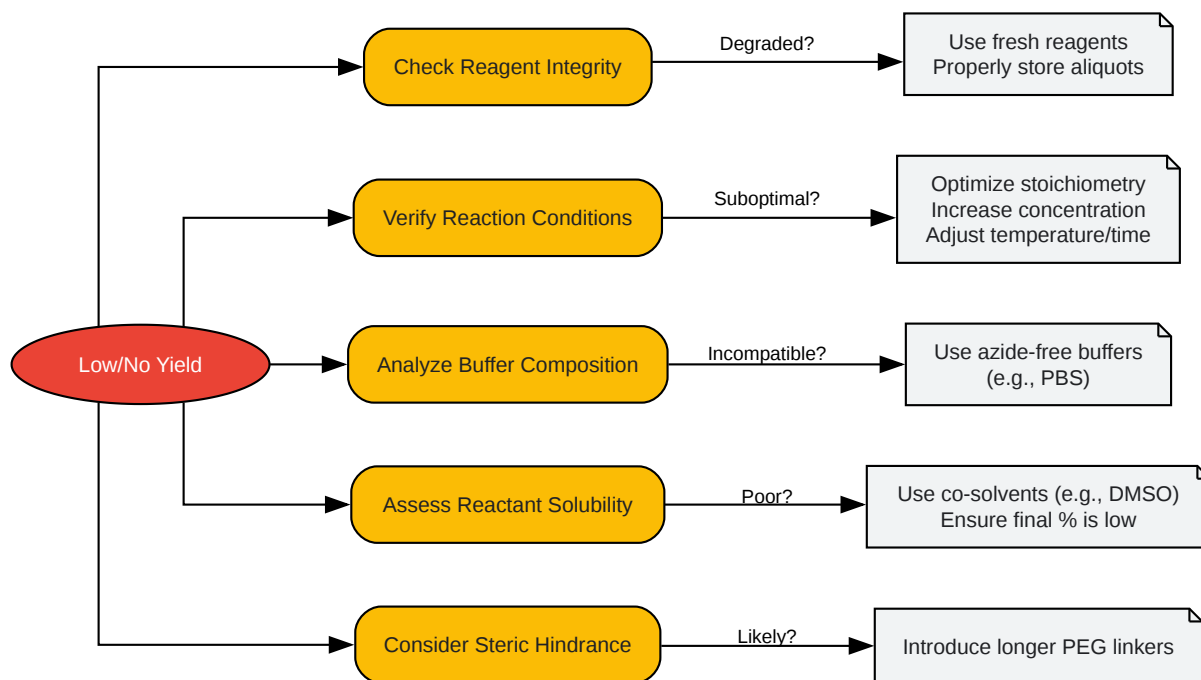 Check Reagent Integrity
Degraded?
Use fresh reagents
Properly store aliquots
Verify Reaction Conditions
Suboptimal?
Optimize stoichiometry
Increase concentration
Adjust temperature/time
Low/No Yield
Analyze Buffer Composition
Incompatible?
Use azide-free buffers
(e.g., PBS)
Assess Reactant Solubility
Poor?
Use co-solvents (e.g., DMSO)
Ensure final % is low
Consider Steric Hindrance
Likely?
Introduce longer PEG linkers